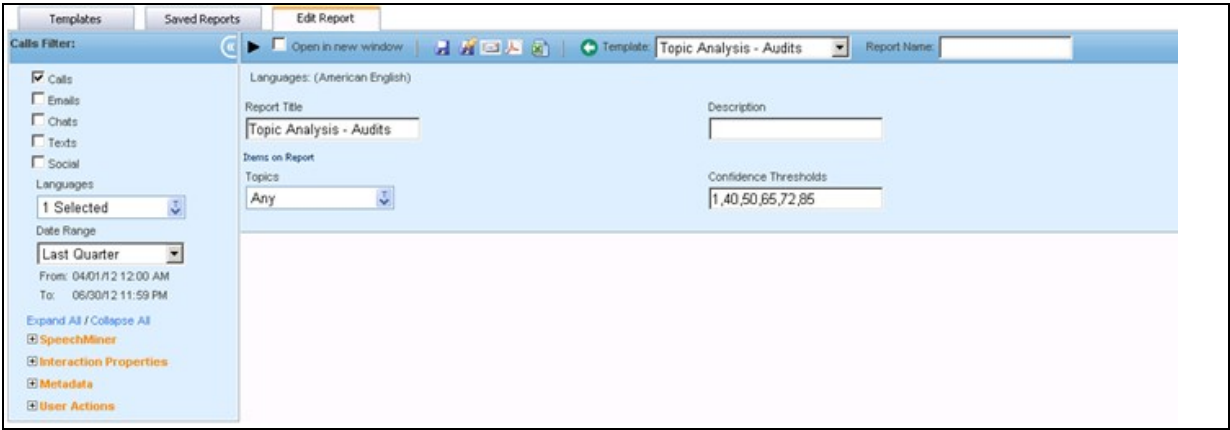 Templates Saved Reports Edit Report
Calls Filter: Open in new window Template: Topic Analysis - Audits Report Name:
Calls
Emails
Chats
Texts
Social
Languages
1 Selected
Date Range
Last Quarter
From: 04/01/12 12:00 AM
To: 06/30/12 11:59 PM
Expand All / Collapse All
SpeechMiner
Interaction Properties
Metadata
User Actions
Languages: (American English)
Report Title Description
Topic Analysis - Audits
Items on Report
Topics Confidence Thresholds
Any 1,40,50,65,72,85